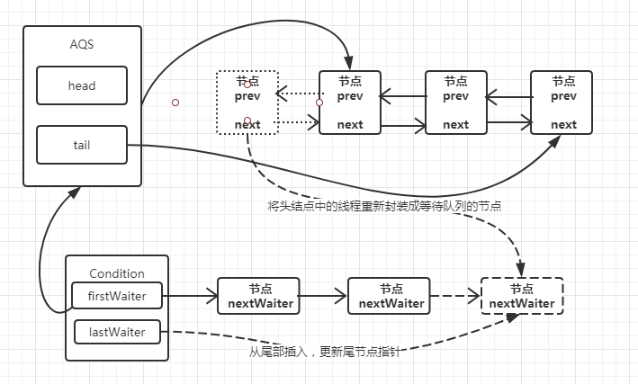 AQS
head
tail
节点
prev
next
节点
prev
next
节点
prev
next
节点
prev
next
将头结点中的线程重新封装成等待队列的节点
Condition
firstWaiter
lastWaiter
节点
nextWaiter
节点
nextWaiter
节点
nextWaiter
从尾部插入，更新尾节点指针